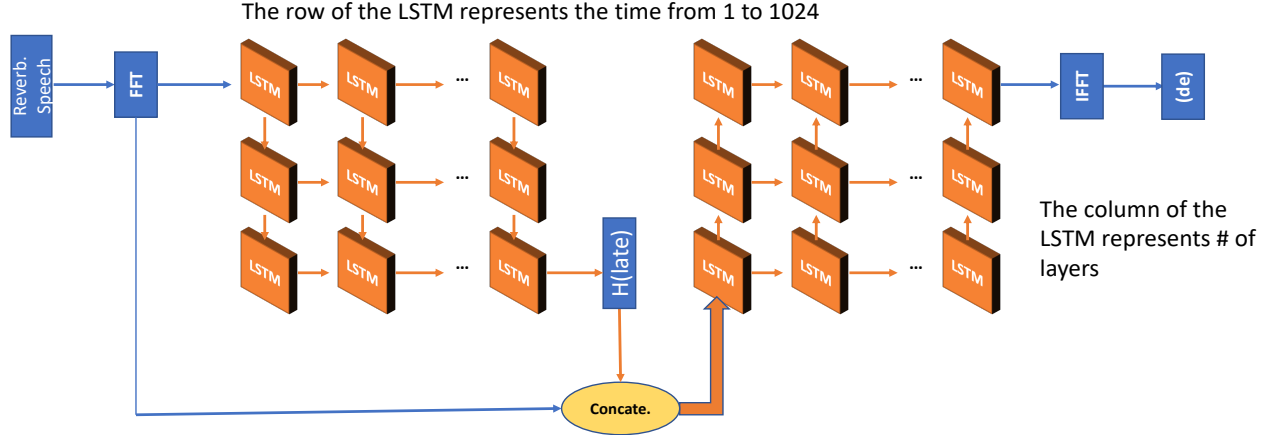 The row of the LSTM represents the time from 1 to 1024
Reverb.
Speech
FFT
LSTM
LSTM
...
LSTM
LSTM
LSTM
...
LSTM
LSTM
LSTM
...
LSTM
H(late)
Concate.
LSTM
LSTM
...
LSTM
LSTM
LSTM
...
LSTM
LSTM
LSTM
...
LSTM
IFFT
(de)
The column of the
LSTM represents # of
layers